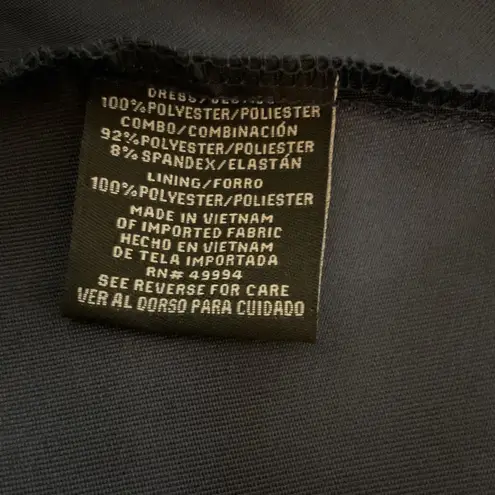 DRESS/
100%POLYESTER/POLIESTER
COMBO/COMBINACIÓN
92%POLYESTER/POLIESTER
8%SPANDEX/ELASTÁN
LINING/FORRO
100%POLYESTER/POLIESTER
MADE IN VIETNAM
OF IMPORTED FABRIC
HECHO EN VIETNAM
DE TELA IMPORTADA
RN# 49994
SEE REVERSE FOR CARE
VER AL DORSO PARA CUIDADO